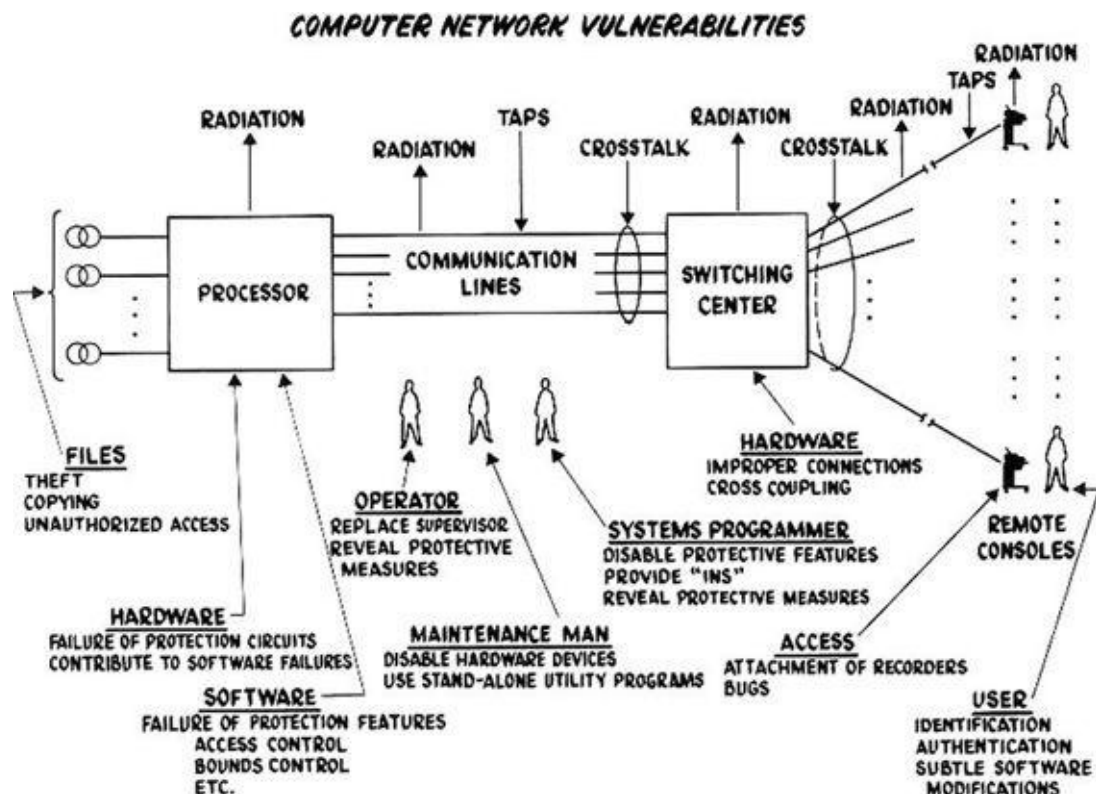 COMPUTER NETWORK VULNERABILITIES
RADIATION
TAPS
RADIATION
RADIATION
TAPS
RADIATION
RADIATION
CROSSTALK
CROSSTALK
PROCESSOR
COMMUNICATION
LINES
SWITCHING
CENTER
FILES
THEFT
COPYING
UNAUTHORIZED ACCESS
OPERATOR
REPLACE SUPERVISOR
REVEAL PROTECTIVE
MEASURES
HARDWARE
IMPROPER CONNECTIONS
CROSS COUPLING
REMOTE
CONSOLES
SYSTEMS PROGRAMMER
DISABLE PROTECTIVE FEATURES
PROVIDE "INS"
REVEAL PROTECTIVE MEASURES
HARDWARE
FAILURE OF PROTECTION CIRCUITS
CONTRIBUTE TO SOFTWARE FAILURES
MAINTENANCE MAN
DISABLE HARDWARE DEVICES
USE STAND-ALONE UTILITY PROGRAMS
ACCESS
ATTACHMENT OF RECORDERS
BUGS
SOFTWARE
FAILURE OF PROTECTION FEATURES
ACCESS CONTROL
BOUNDS CONTROL
ETC.
USER
IDENTIFICATION
AUTHENTICATION
SUBTLE SOFTWARE
MODIFICATIONS